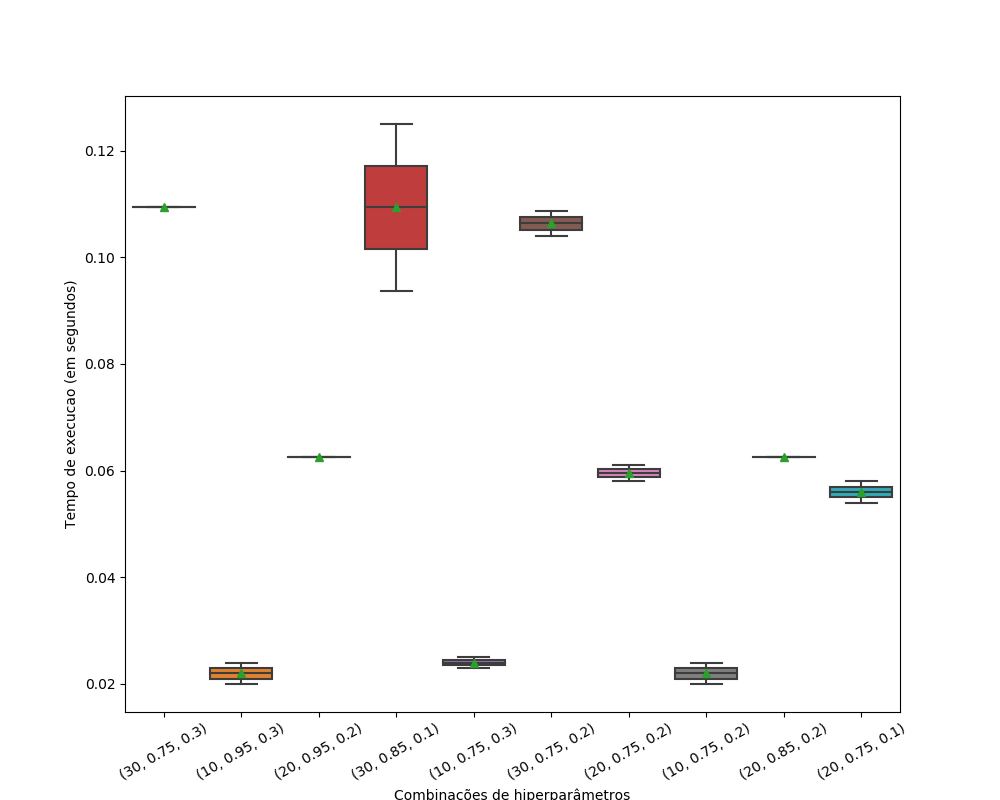 0.12
0.10
0.08
0.06
0.04
0.02
Tempo de execucao (em segundos)
(30, 0.75, 0.3)
(10, 0.95, 0.3)
(20, 0.95, 0.2)
(30, 0.85, 0.1)
(10, 0.75, 0.3)
(30, 0.75, 0.2)
(20, 0.75, 0.2)
(10, 0.75, 0.2)
(20, 0.85, 0.2)
(20, 0.75, 0.1)
Combinações de hiperparâmetros